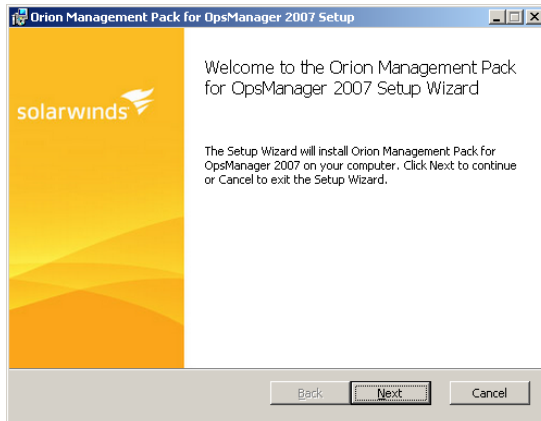 Orion Management Pack for OpsManager 2007 Setup
solarwinds
Welcome to the Orion Management Pack
for OpsManager 2007 Setup Wizard
The Setup Wizard will install Orion Management Pack for
OpsManager 2007 on your computer. Click Next to continue
or Cancel to exit the Setup Wizard.
Back Next Cancel